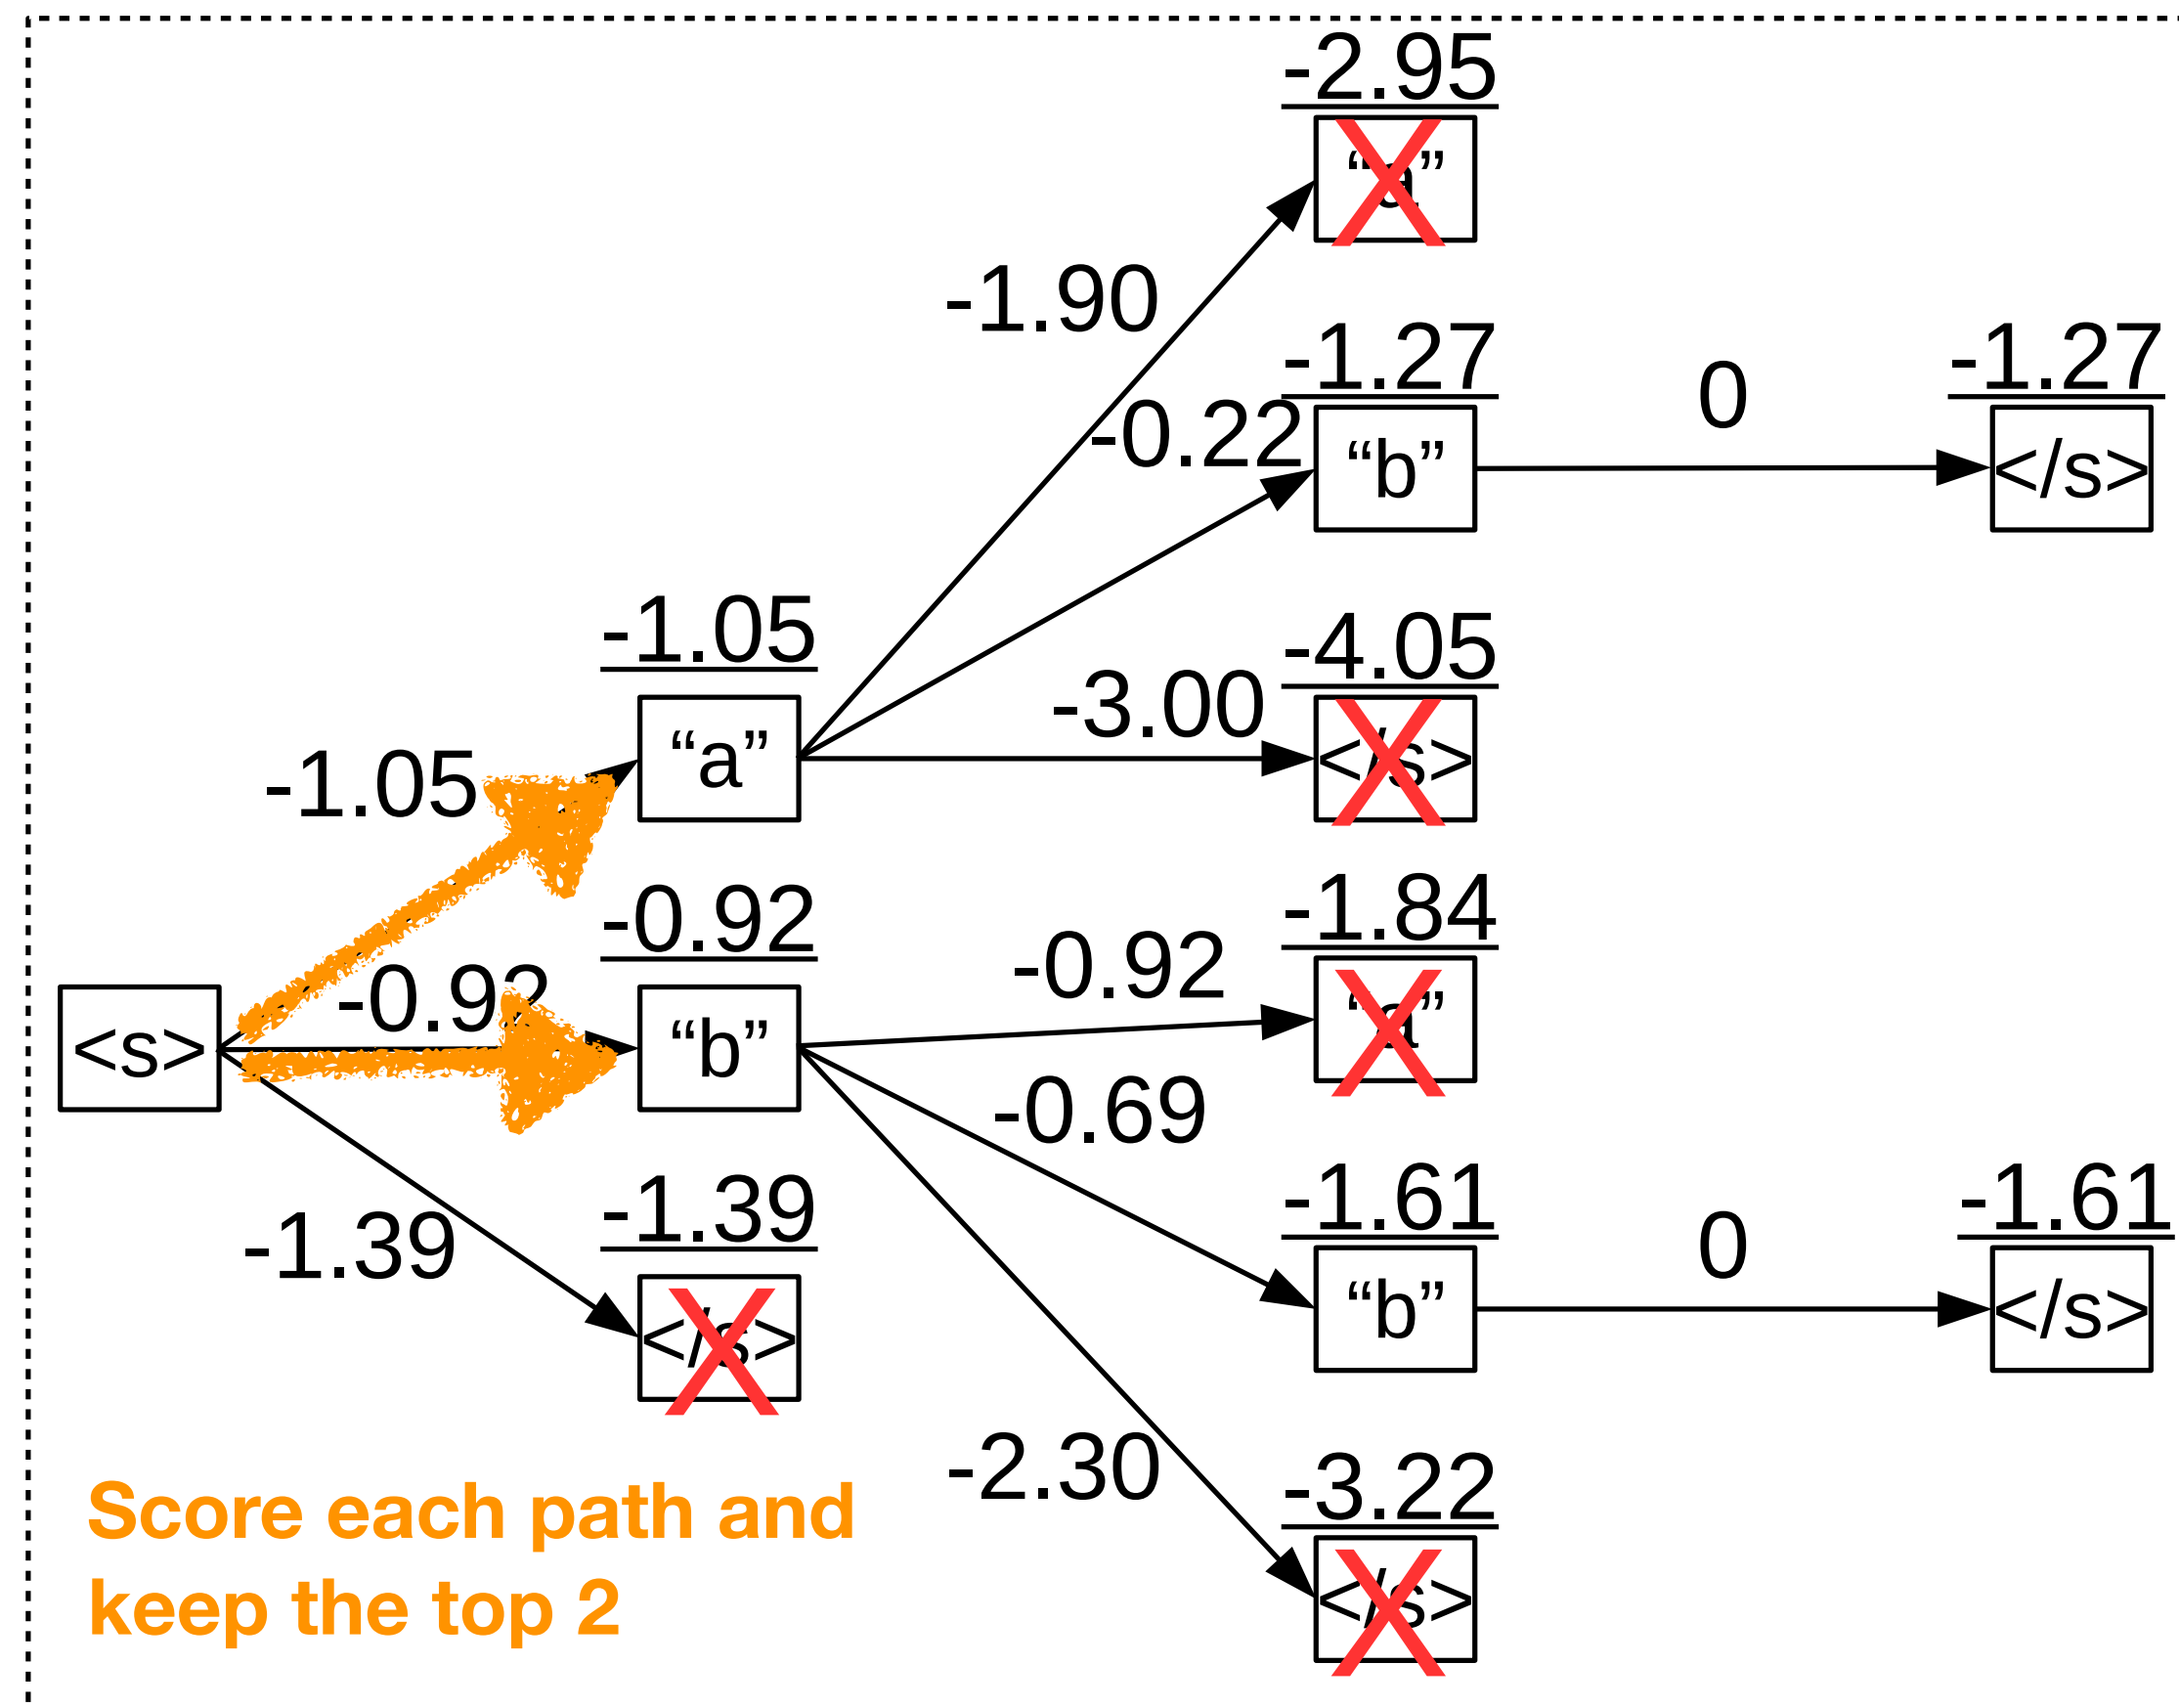 -2.95
“a”
-1.90
-1.27
-1.27
-0.22
0
“b”
</s>
-1.05
-4.05
-3.00
“a”
</s>
-1.05
-0.92
-1.84
-0.92
-0.92
“a”
<s>
“b”
-0.69
-1.39
-1.61
-1.61
-1.39
0
</s>
“b”
</s>
-2.30
-3.22
Score each path and
</s>
keep the top 2